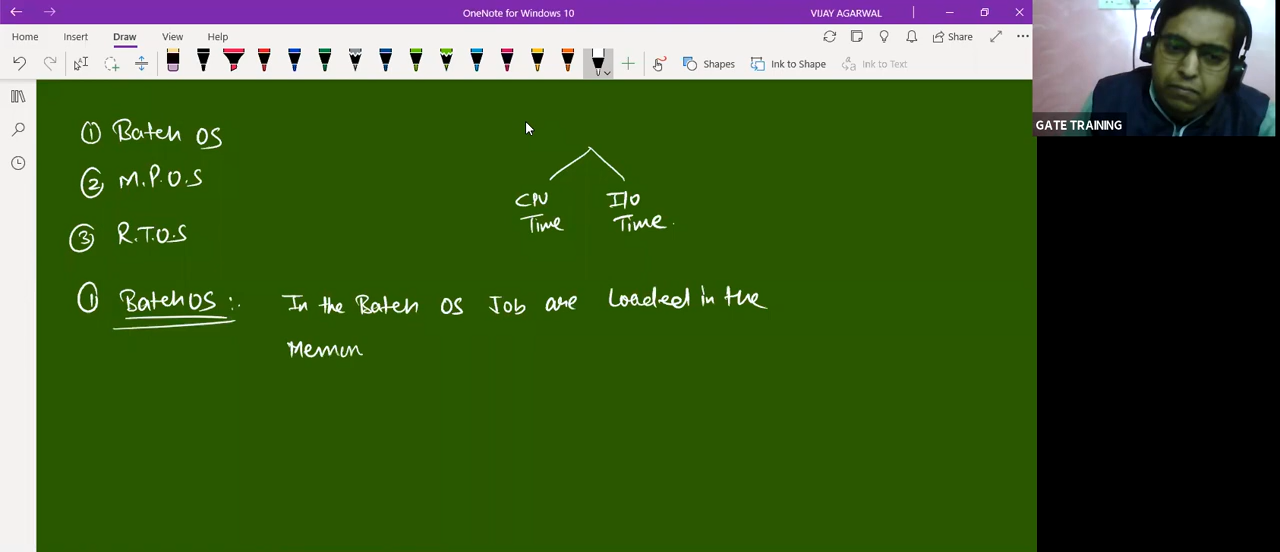 OneNote for Windows 10
VIJAY AGARWAL
Home Insert Draw View Help
Share
Shapes
Ink to Shape
Ink to Text
GATE TRAINING
① Batch OS
② M.P.O.S
③ R.T.O.S
CPU Time
I/O Time
① Batch OS :. In the Batch OS Job are Loaded in the
Memor